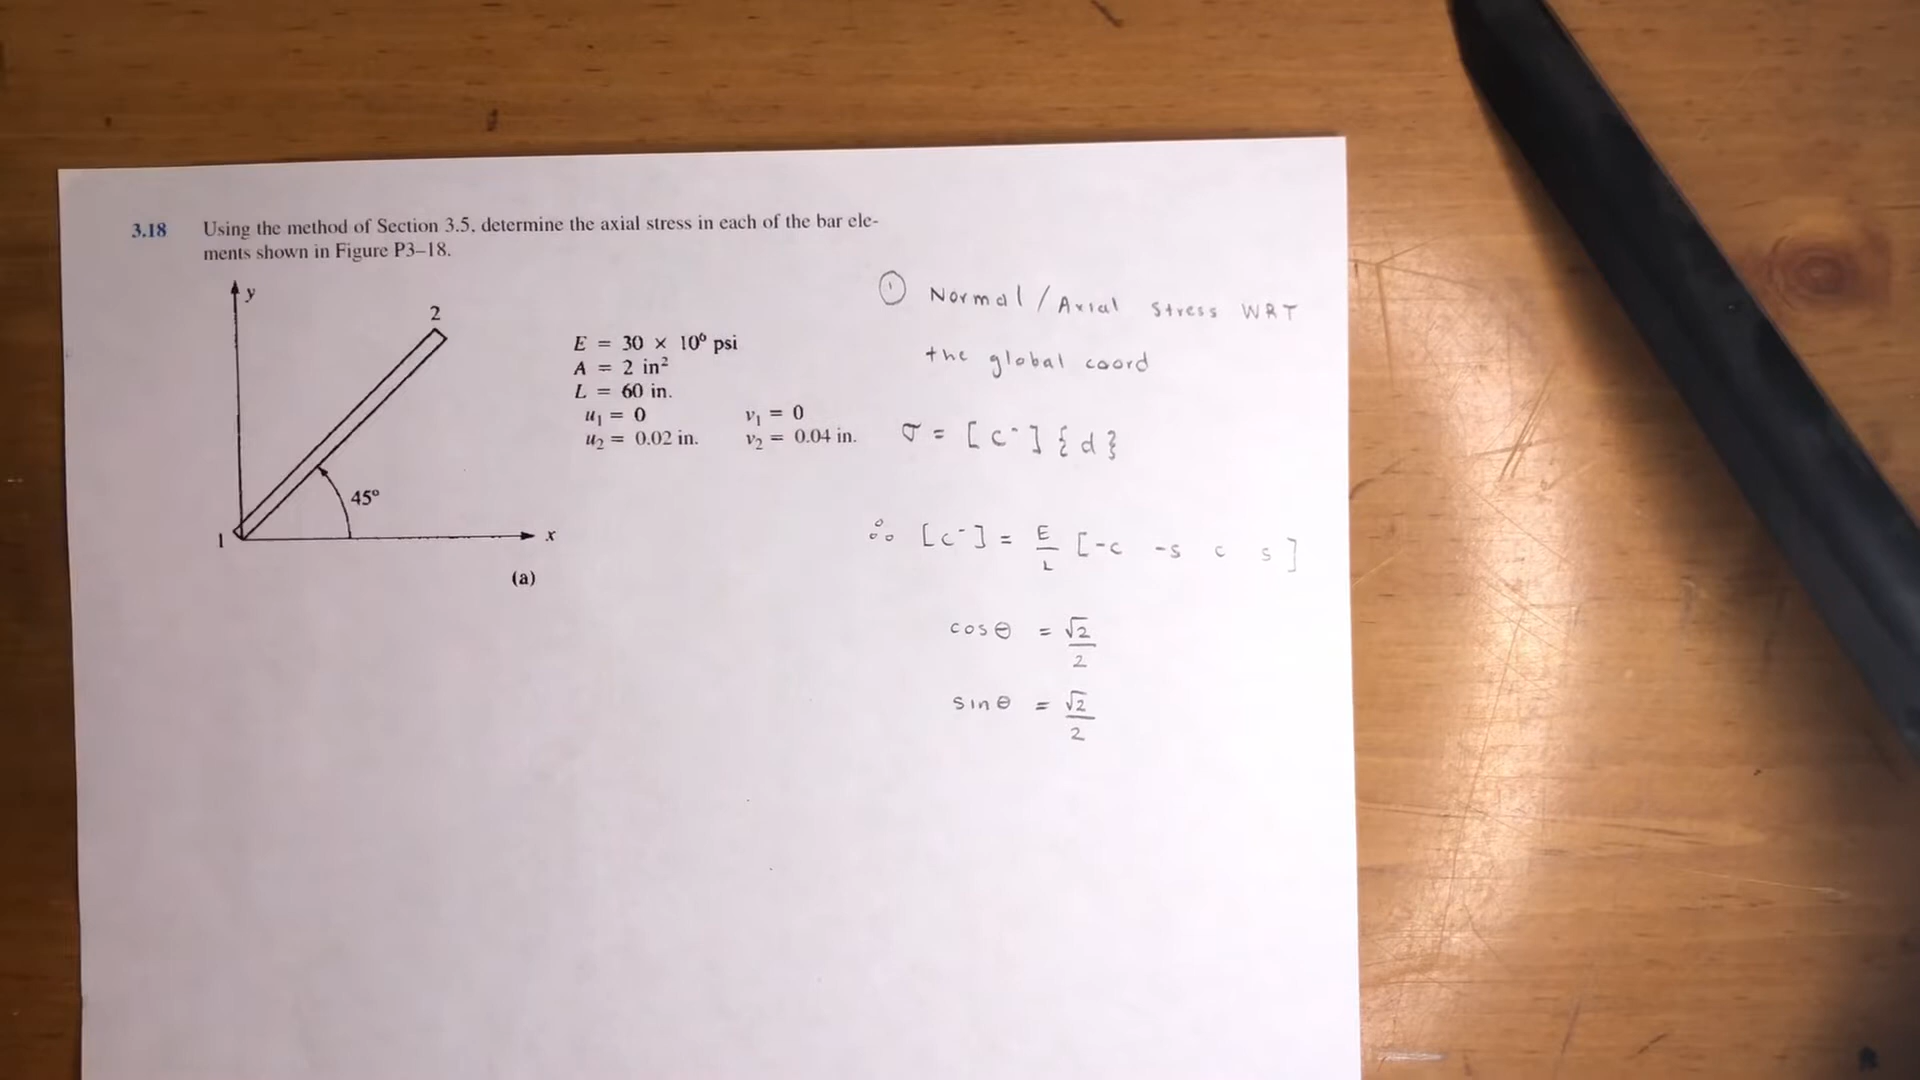 3.18 Using the method of Section 3.5, determine the axial stress in each of the bar ele-
ments shown in Figure P3–18.
y
2
E = 30 × 10⁶ psi
A = 2 in²
L = 60 in.
u₁ = 0 v₁ = 0
u₂ = 0.02 in. v₂ = 0.04 in.
45°
1
x
(a)
① Normal / Axial stress WRT
the global coord
σ = [c⁻] {d}
∴ [c⁻] = E/L [-c -s c s]
cosθ = √2/2
sinθ = √2/2